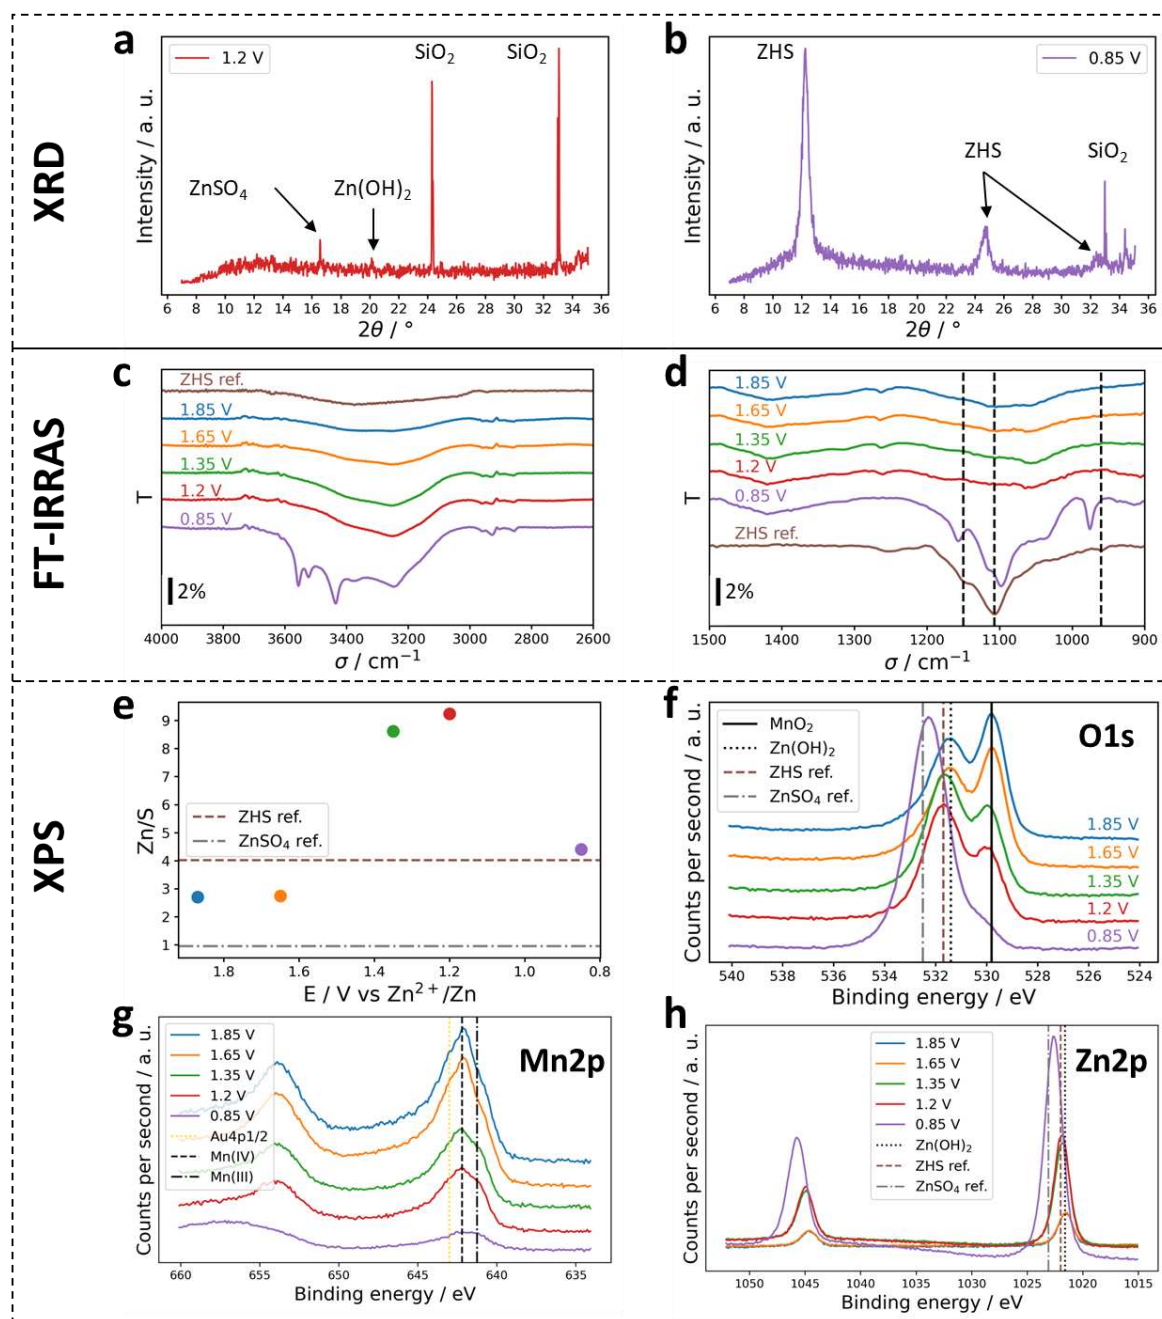 XRD
a
1.2 V
SiO₂
SiO₂
ZnSO₄
Zn(OH)₂
Intensity / a. u.
6 8 10 12 14 16 18 20 22 24 26 28 30 32 34 36
2θ / °
b
0.85 V
ZHS
ZHS
SiO₂
Intensity / a. u.
6 8 10 12 14 16 18 20 22 24 26 28 30 32 34 36
2θ / °
FT-IRRAS
c
ZHS ref.
1.85 V
1.65 V
1.35 V
1.2 V
0.85 V
T
2%
4000 3800 3600 3400 3200 3000 2800 2600
σ / cm⁻¹
d
1.85 V
1.65 V
1.35 V
1.2 V
0.85 V
ZHS ref.
T
2%
1500 1400 1300 1200 1100 1000 900
σ / cm⁻¹
XPS
e
9
8
7
6
5
4
3
2
1
Zn/S
ZHS ref.
ZnSO₄ ref.
1.8 1.6 1.4 1.2 1.0 0.8
E / V vs Zn²⁺/Zn
f
O1s
MnO₂
Zn(OH)₂
ZHS ref.
ZnSO₄ ref.
1.85 V
1.65 V
1.35 V
1.2 V
0.85 V
Counts per second / a. u.
540 538 536 534 532 530 528 526 524
Binding energy / eV
g
Mn2p
1.85 V
1.65 V
1.35 V
1.2 V
0.85 V
Au4p1/2
Mn(IV)
Mn(III)
Counts per second / a. u.
660 655 650 645 640 635
Binding energy / eV
h
Zn2p
1.85 V
1.65 V
1.35 V
1.2 V
0.85 V
Zn(OH)₂
ZHS ref.
ZnSO₄ ref.
Counts per second / a. u.
1050 1045 1040 1035 1030 1025 1020 1015
Binding energy / eV